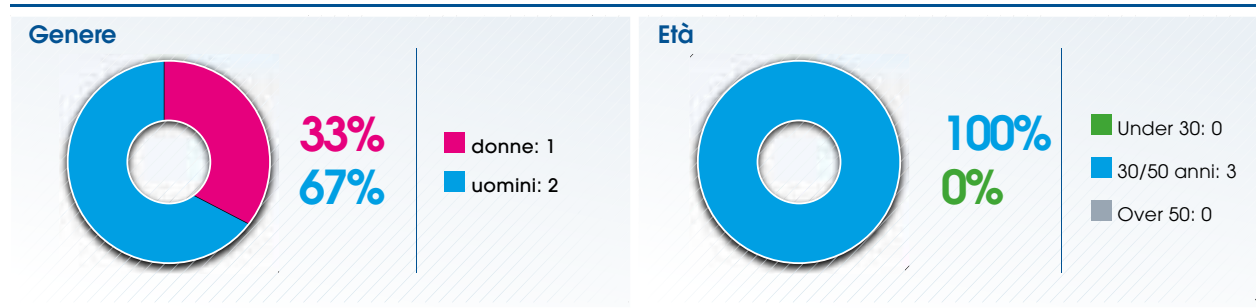 Genere
33%
67%
donne: 1
uomini: 2
Età
100%
0%
Under 30: 0
30/50 anni: 3
Over 50: 0